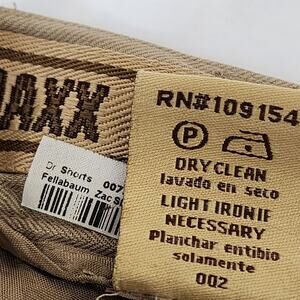 DAXX
RN#109154
P
DRY CLEAN
lavado en seco
LIGHT IRON IF
NECESSARY
Planchar entibio
solamente
002
Dr Shorts 007
Fellabaum Zac